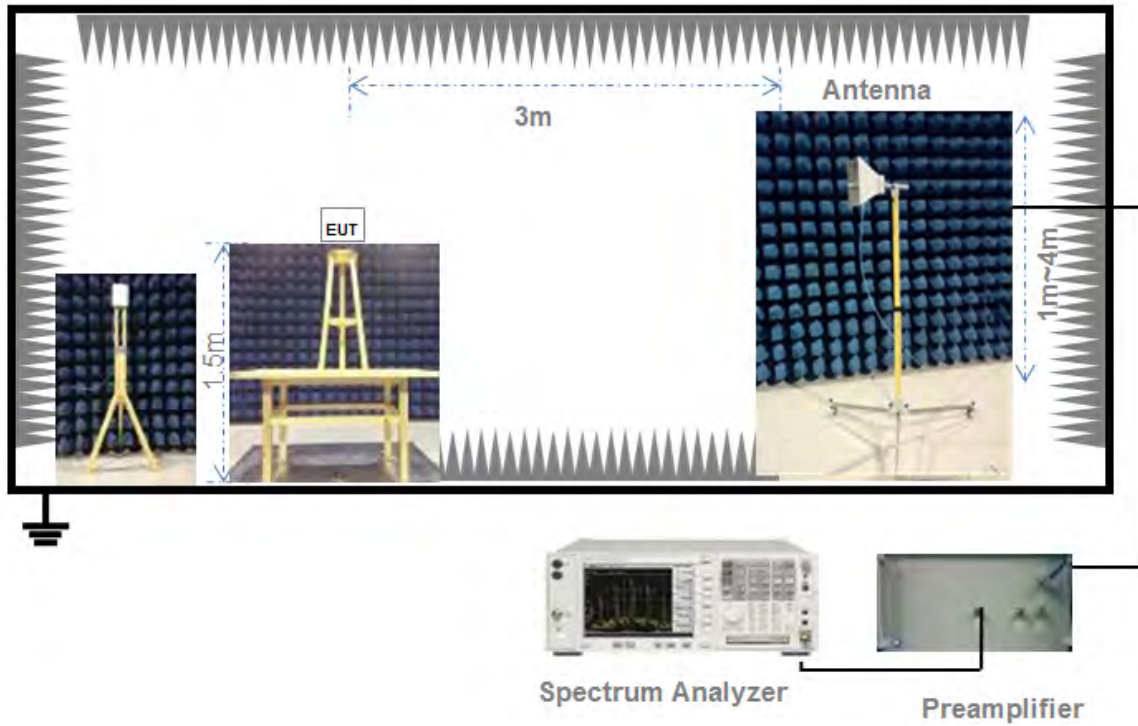 Antenna
3m
EUT
1.5m
1m~4m
Spectrum Analyzer
Preamplifier